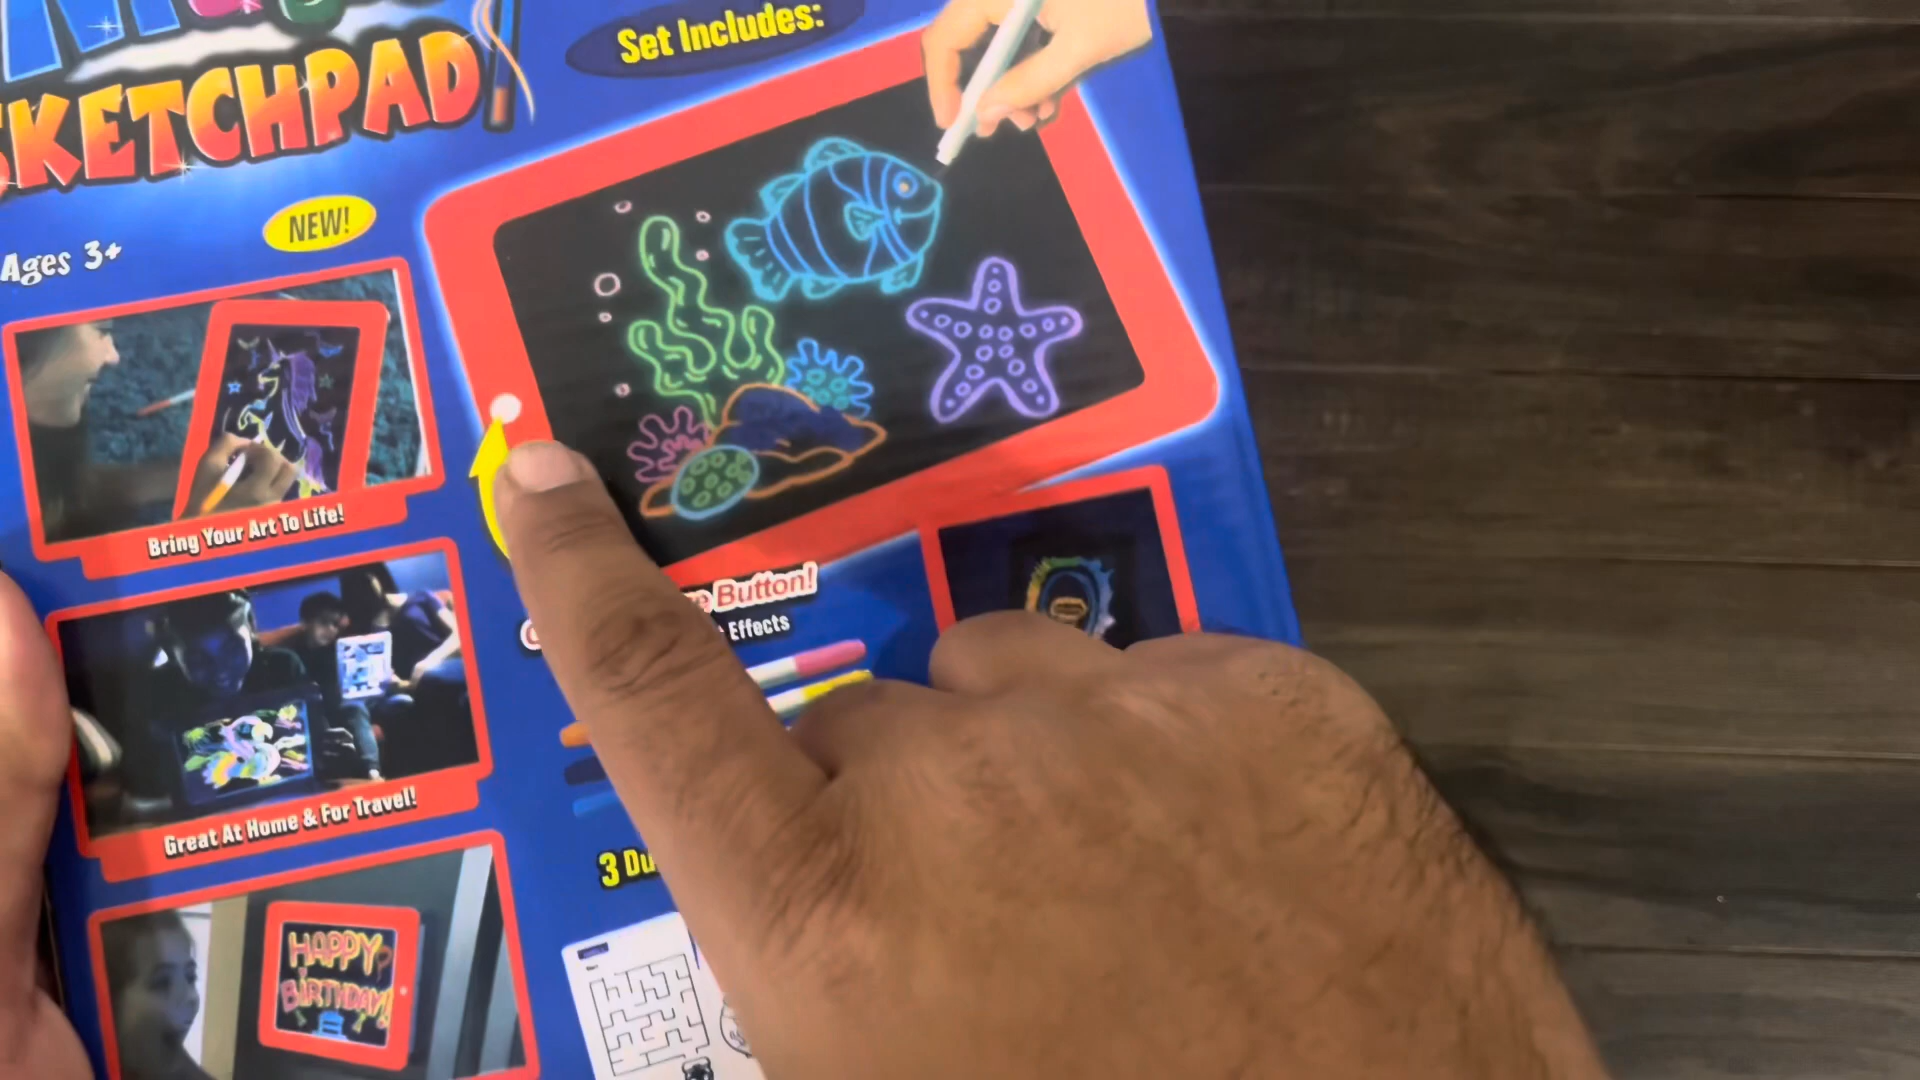 SKETCHPAD
Set Includes:
NEW!
Ages 3+
Bring Your Art To Life!
Button!
Effects
Great At Home & For Travel!
3
HAPPY
BIRTHDAY!